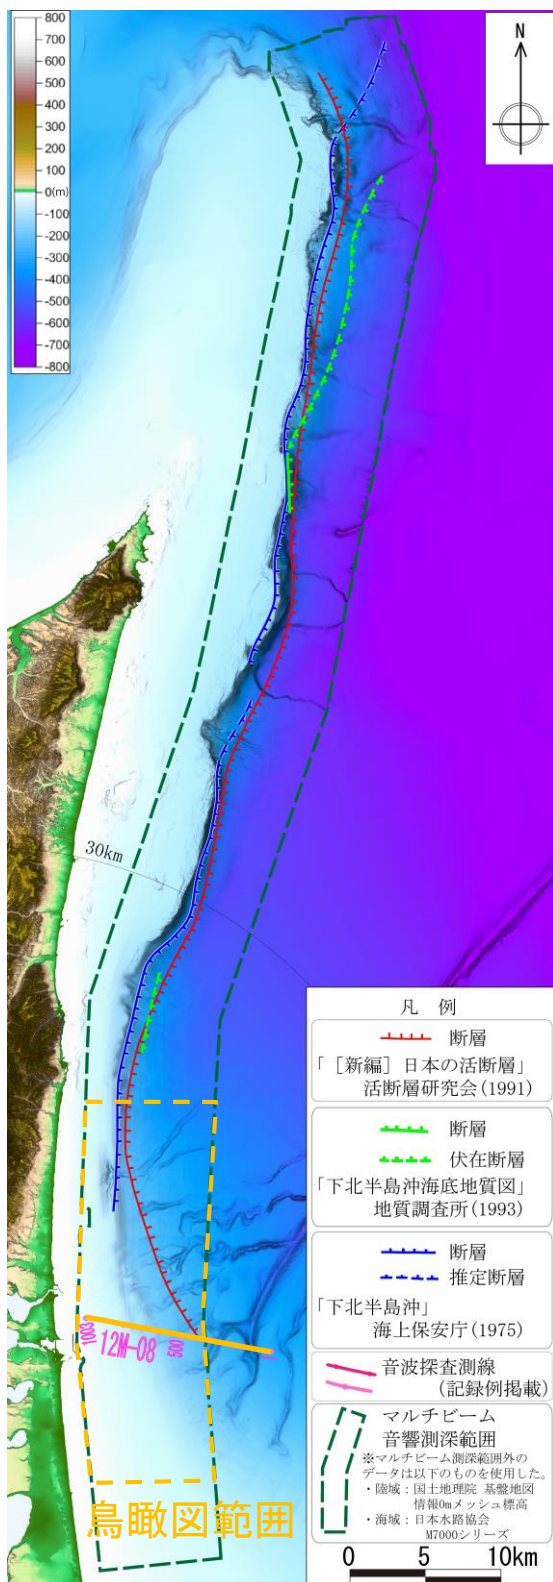 800
700
600
500
400
300
200
100
0(m)
-100
-200
-300
-400
-500
-600
-700
-800
N
30km
1003
12M-08
500
鳥瞰図範囲
凡 例
断層
「［新編］日本の活断層」
活断層研究会(1991)
断層
伏在断層
「下北半島沖海底地質図」
地質調査所(1993)
断層
推定断層
「下北半島沖」
海上保安庁(1975)
音波探査測線
(記録例掲載)
マルチビーム
音響測深範囲
※マルチビーム測深範囲外の
データは以下のものを使用した。
・陸域：国土地理院 基盤地図
情報0mメッシュ標高
・海域：日本水路協会
M7000シリーズ
0 5 10km